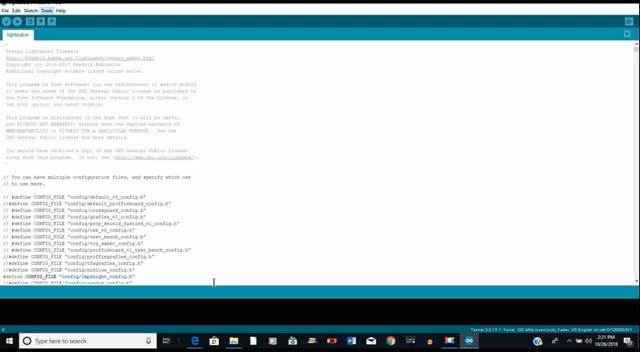 File Edit Sketch Tools Help
lightsaber
/*
Teensy Lightsaber Firmware
http://fredrik.hubbe.net/lightsaber/teensy_saber.html
Copyright (c) 2016-2017 Fredrik Hubinette
Additional copyright holders listed inline below.
This program is free software: you can redistribute it and/or modify
it under the terms of the GNU General Public License as published by
the Free Software Foundation, either version 3 of the License, or
(at your option) any later version.
This program is distributed in the hope that it will be useful,
but WITHOUT ANY WARRANTY; without even the implied warranty of
MERCHANTABILITY or FITNESS FOR A PARTICULAR PURPOSE. See the
GNU General Public License for more details.
You should have received a copy of the GNU General Public License
along with this program. If not, see <http://www.gnu.org/licenses/>.
*/
// You can have multiple configuration files, and specify which one
// to use here.
// #define CONFIG_FILE "config/default_v3_config.h"
//#define CONFIG_FILE "config/default_proffieboard_config.h"
// #define CONFIG_FILE "config/crossguard_config.h"
// #define CONFIG_FILE "config/graflex_v1_config.h"
// #define CONFIG_FILE "config/prop_shield_fastled_v1_config.h"
// #define CONFIG_FILE "config/owk_v2_config.h"
// #define CONFIG_FILE "config/test_bench_config.h"
// #define CONFIG_FILE "config/toy_saber_config.h"
// #define CONFIG_FILE "config/proffieboard_v1_test_bench_config.h"
//#define CONFIG_FILE "config/proffiegraflex_config.h"
//#define CONFIG_FILE "config/tfagraflex_config.h"
//#define CONFIG_FILE "config/nihilus_config.h"
#define CONFIG_FILE "config/Impknight_config.h"
//#define CONFIG_FILE "config/random_config.h"
Type here to search
2:21 PM
10/26/2018